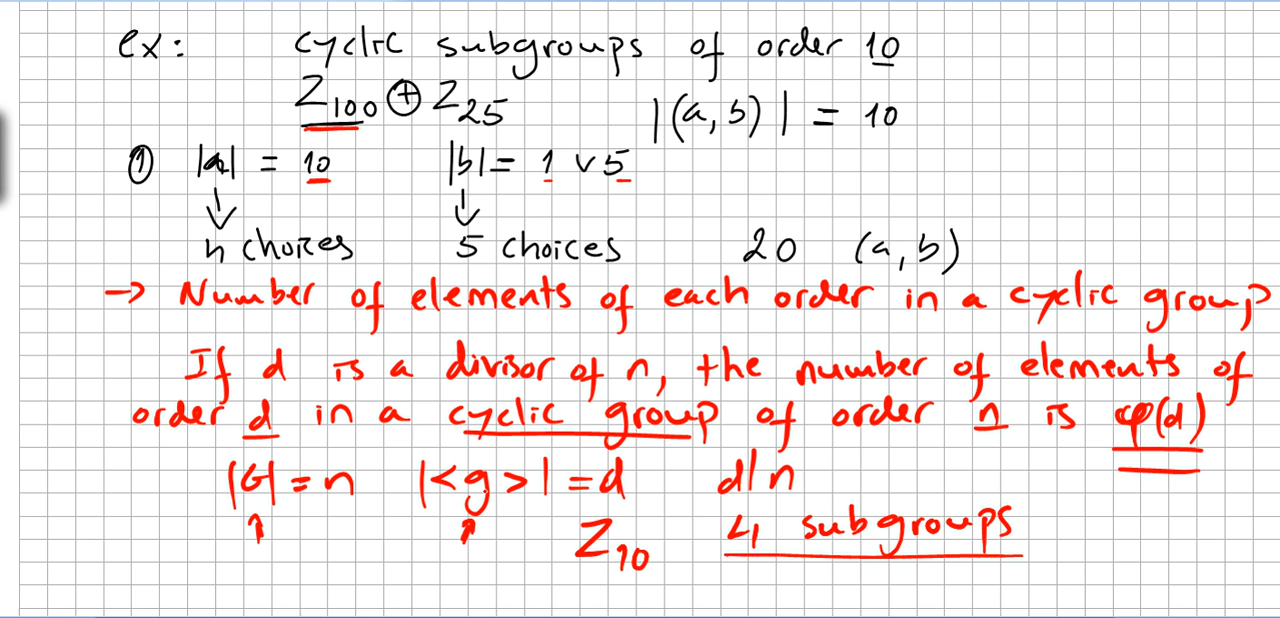 ex: cyclic subgroups of order 10
Z100 ⊕ Z25 |(a, b)| = 10
① |a| = 10 |b| = 1 ∨ 5
↓ ↓
4 choices 5 choices 20 (a, b)
→ Number of elements of each order in a cyclic group
If d is a divisor of n, the number of elements of
order d in a cyclic group of order n is φ(d)
|G| = n |<g>| = d d|n
↑ ↑
Z10 4 subgroups